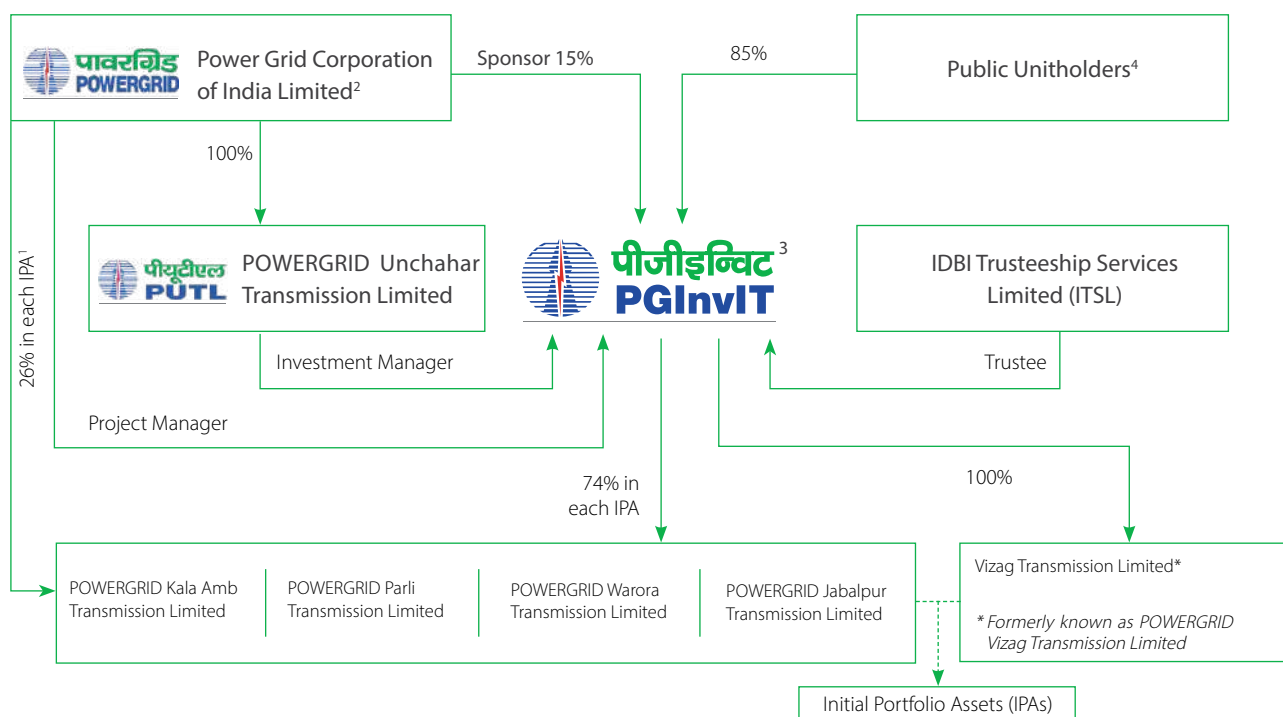 पावरग्रिड
POWERGRID
Power Grid Corporation
of India Limited²
Sponsor 15%
85%
Public Unitholders⁴
100%
26% in each IPA¹
पीयूटीएल
PUTL
POWERGRID Unchahar
Transmission Limited
पीजीइन्विट ³
PGInvIT
IDBI Trusteeship Services
Limited (ITSL)
Investment Manager
Trustee
Project Manager
74% in
each IPA
100%
POWERGRID Kala Amb
Transmission Limited
POWERGRID Parli
Transmission Limited
POWERGRID Warora
Transmission Limited
POWERGRID Jabalpur
Transmission Limited
Vizag Transmission Limited*
* Formerly known as POWERGRID
Vizag Transmission Limited
Initial Portfolio Assets (IPAs)